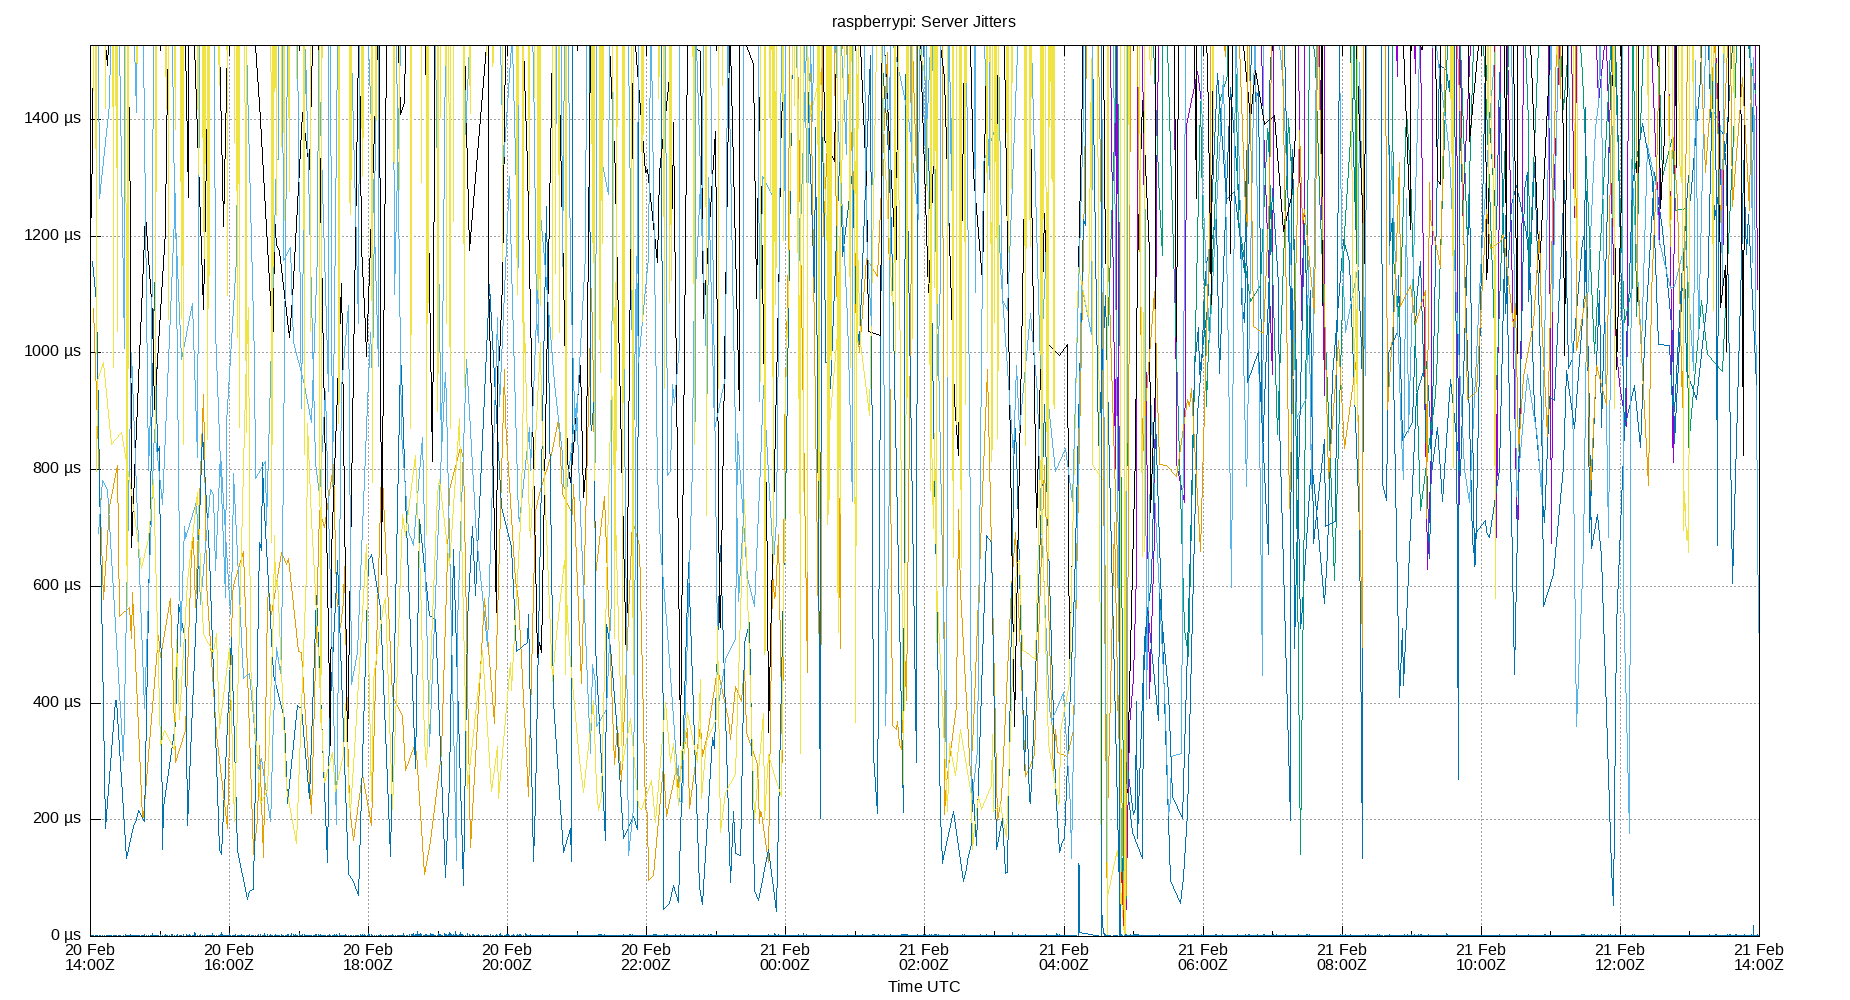 raspberrypi: Server Jitters
1400 µs
1200 µs
1000 µs
800 µs
600 µs
400 µs
200 µs
0 µs
20 Feb 20 Feb 20 Feb 20 Feb 20 Feb 21 Feb 21 Feb 21 Feb 21 Feb 21 Feb 21 Feb 21 Feb 21 Feb
14:00Z 16:00Z 18:00Z 20:00Z 22:00Z 00:00Z 02:00Z 04:00Z 06:00Z 08:00Z 10:00Z 12:00Z 14:00Z
Time UTC